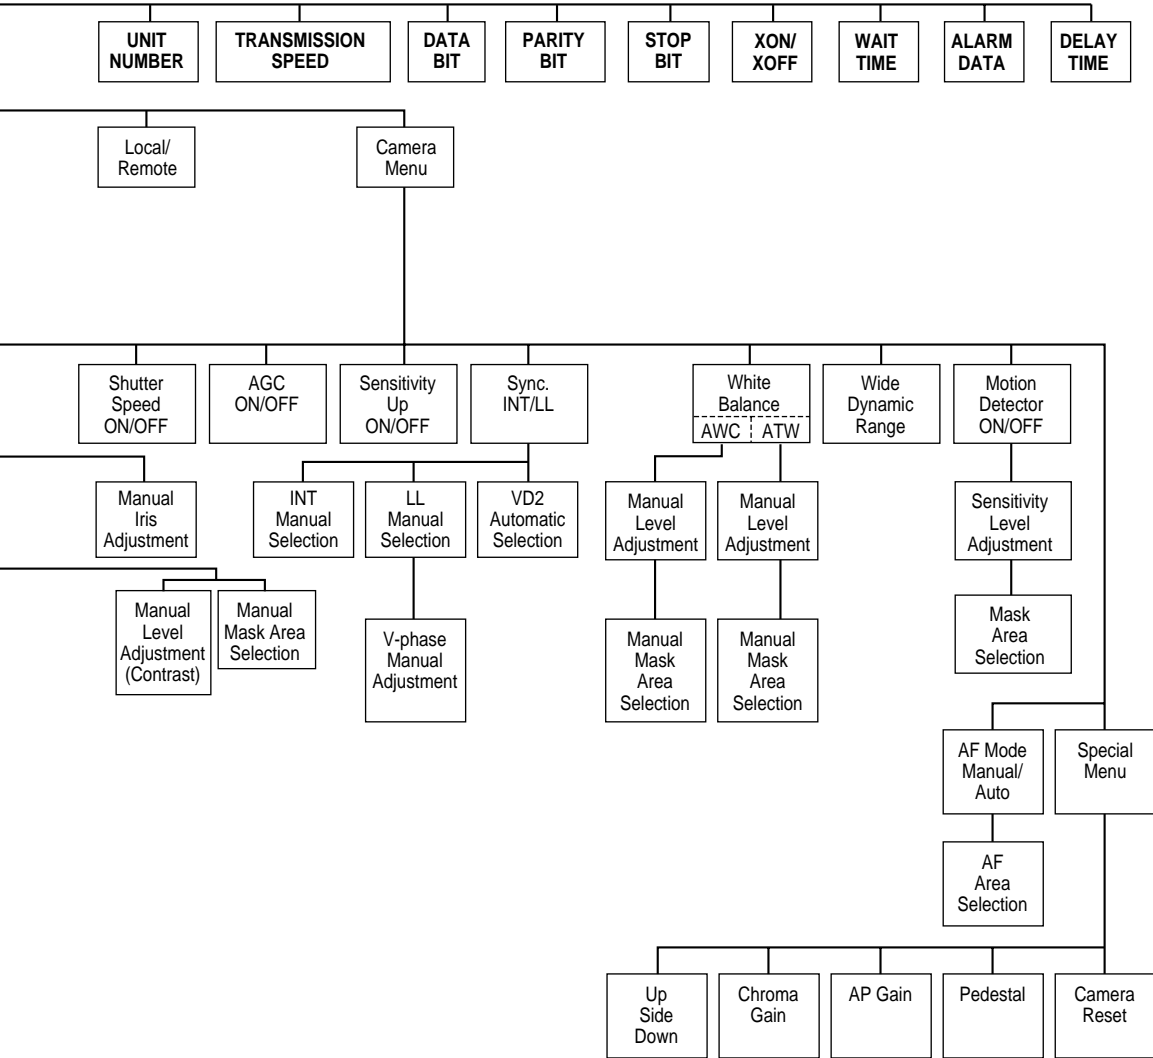 UNIT
NUMBER
TRANSMISSION
SPEED
DATA
BIT
PARITY
BIT
STOP
BIT
XON/
XOFF
WAIT
TIME
ALARM
DATA
DELAY
TIME
Local/
Remote
Camera
Menu
Shutter
Speed
ON/OFF
AGC
ON/OFF
Sensitivity
Up
ON/OFF
Sync.
INT/LL
White
Balance
AWC
ATW
Wide
Dynamic
Range
Motion
Detector
ON/OFF
Manual
Iris
Adjustment
INT
Manual
Selection
LL
Manual
Selection
VD2
Automatic
Selection
Manual
Level
Adjustment
Manual
Level
Adjustment
Sensitivity
Level
Adjustment
Manual
Level
Adjustment
(Contrast)
Manual
Mask Area
Selection
V-phase
Manual
Adjustment
Manual
Mask
Area
Selection
Manual
Mask
Area
Selection
Mask
Area
Selection
AF Mode
Manual/
Auto
Special
Menu
AF
Area
Selection
Up
Side
Down
Chroma
Gain
AP Gain
Pedestal
Camera
Reset